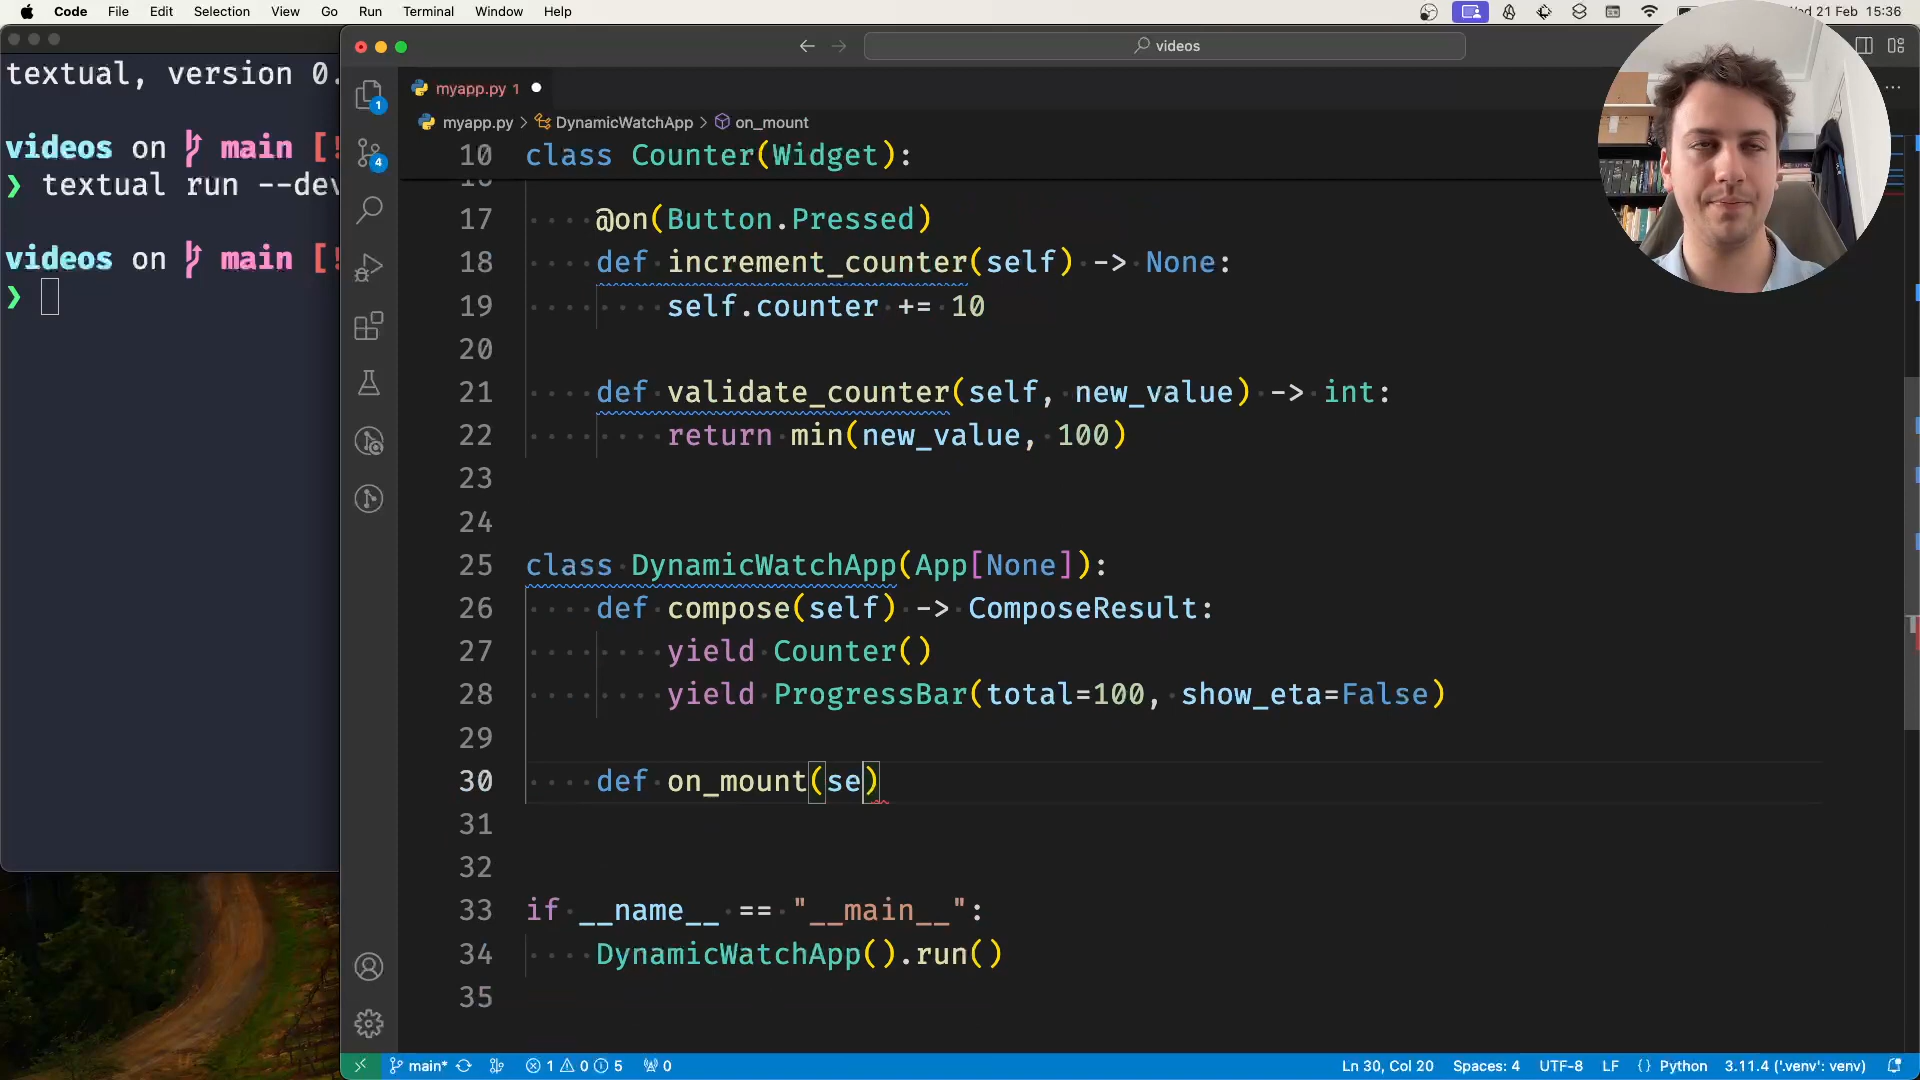 Code File Edit Selection View Go Run Terminal Window Help
Wed 21 Feb 15:36
videos
textual, version 0.
videos on main [!
❯ textual run --dev
videos on main [!
❯
myapp.py 1
myapp.py > DynamicWatchApp > on_mount
10 class Counter(Widget):
17 @on(Button.Pressed)
18 def increment_counter(self) -> None:
19 self.counter += 10
20
21 def validate_counter(self, new_value) -> int:
22 return min(new_value, 100)
23
24
25 class DynamicWatchApp(App[None]):
26 def compose(self) -> ComposeResult:
27 yield Counter()
28 yield ProgressBar(total=100, show_eta=False)
29
30 def on_mount(se)
31
32
33 if __name__ == "__main__":
34 DynamicWatchApp().run()
35
1
4
main* 1 0 5 0
Ln 30, Col 20 Spaces: 4 UTF-8 LF {} Python 3.11.4 ('.venv': venv)